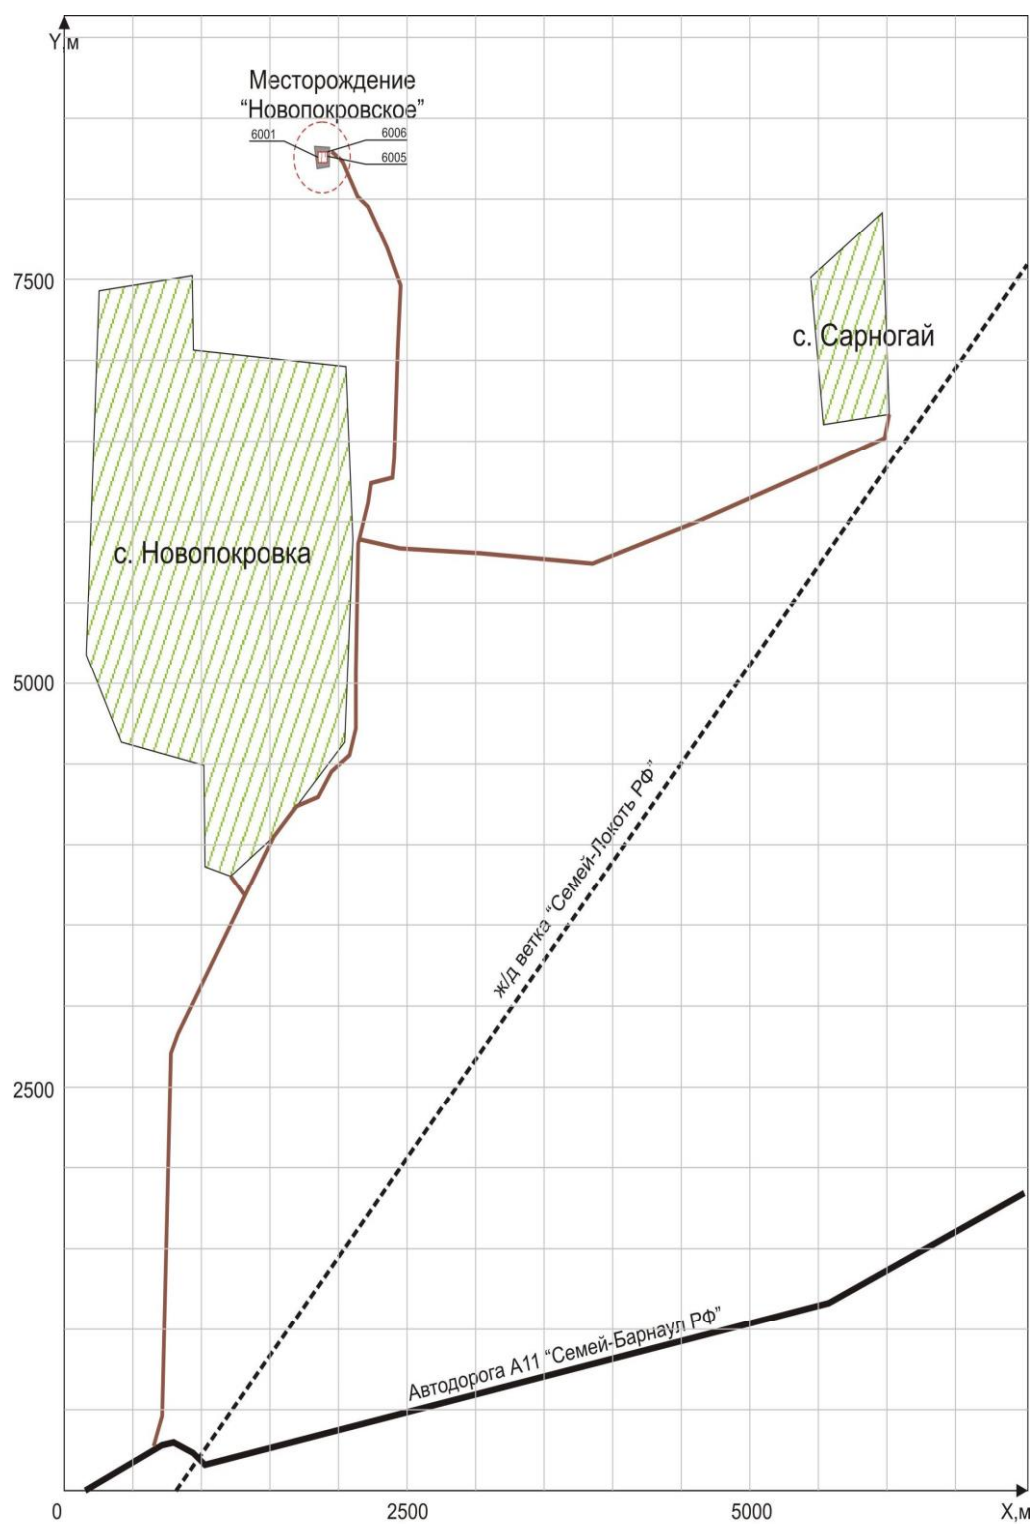 Y,м
Месторождение
“Новопокровское”
6001
6006
6005
7500
с. Сарногай
с. Новопокровка
5000
ж/д ветка “Семей-Локоть РФ”
2500
Автодорога А11 “Семей-Барнаул РФ”
0
2500
5000
X,м